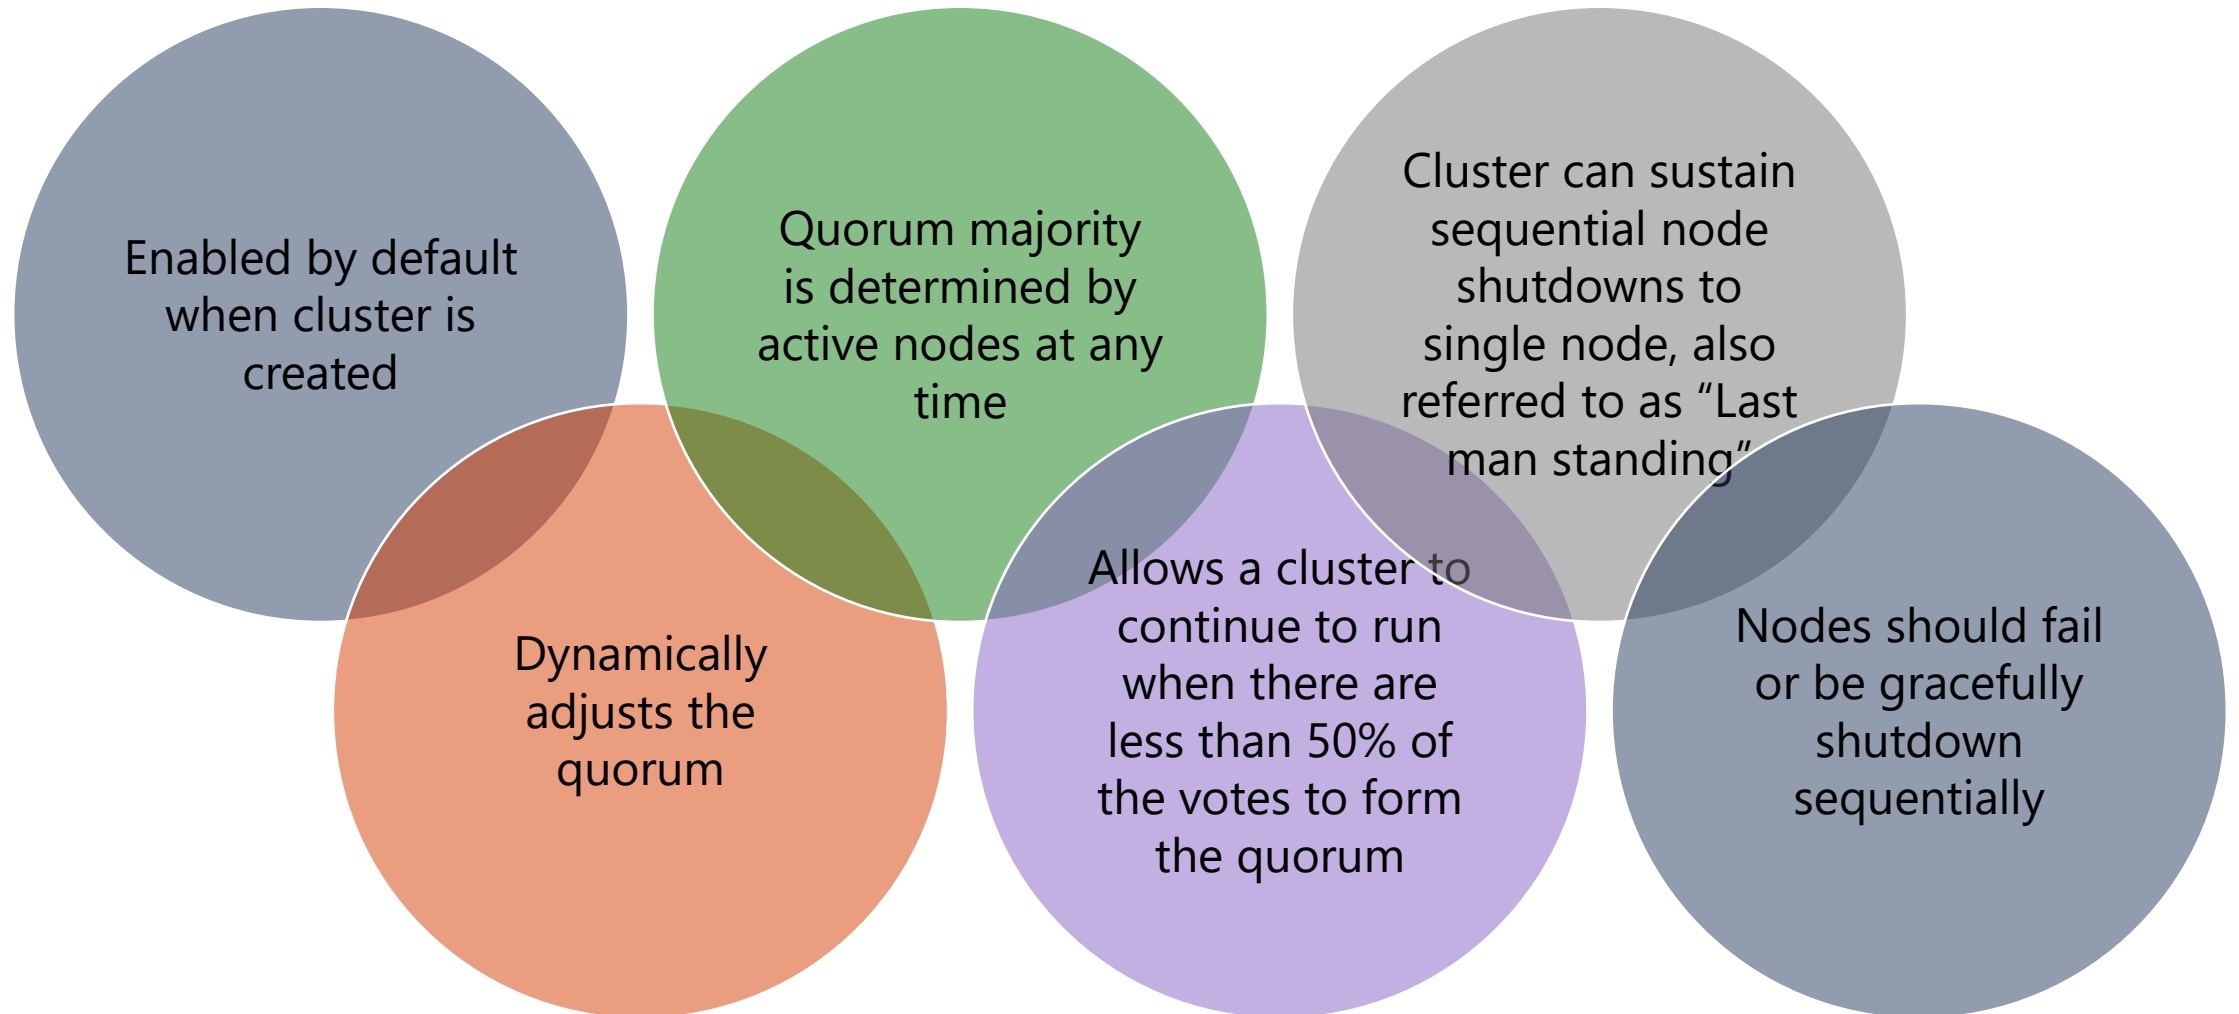 Enabled by default
when cluster is
created
Dynamically
adjusts the
quorum
Quorum majority
is determined by
active nodes at any
time
Allows a cluster to
continue to run
when there are
less than 50% of
the votes to form
the quorum
Cluster can sustain
sequential node
shutdowns to
single node, also
referred to as “Last
man standing”
Nodes should fail
or be gracefully
shutdown
sequentially